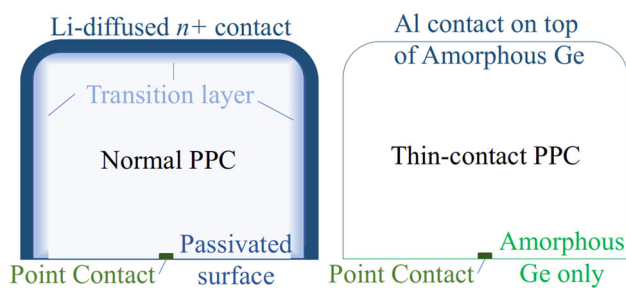 Li-diffused n+ contact
Transition layer
Normal PPC
Point Contact
Passivated
surface
Al contact on top
of Amorphous Ge
Thin-contact PPC
Point Contact
Amorphous
Ge only